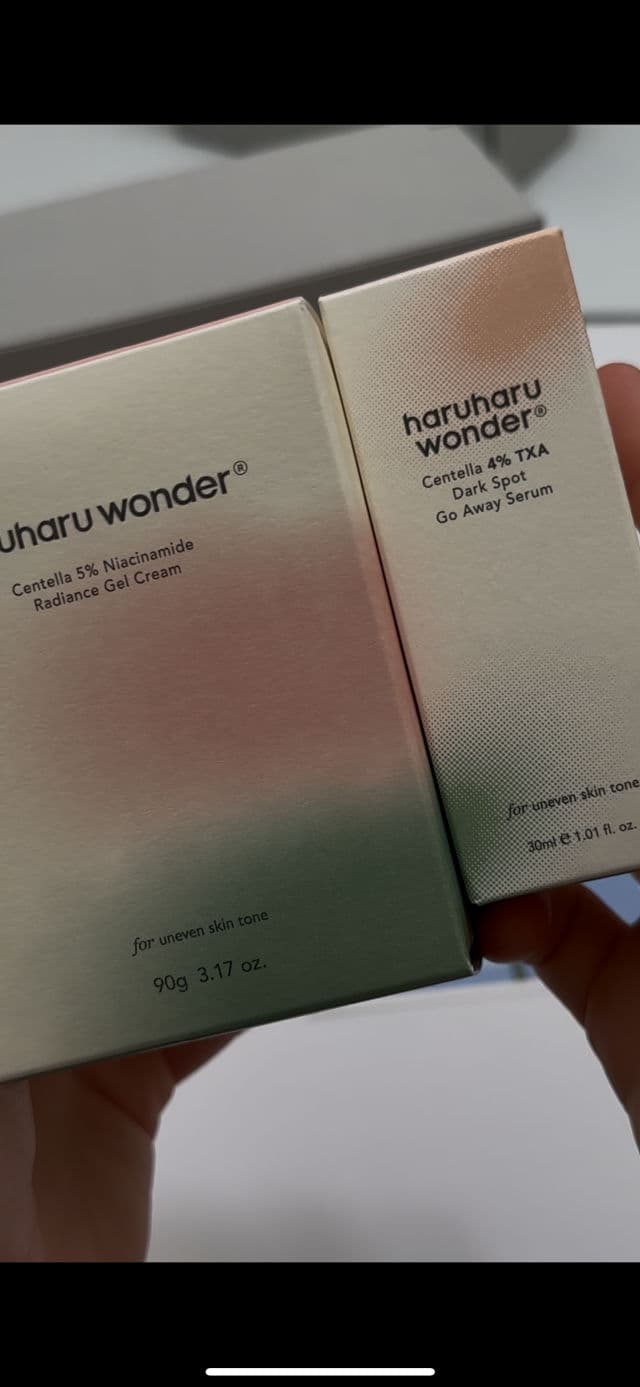 uharu wonder®
Centella 5% Niacinamide
Radiance Gel Cream
for uneven skin tone
90g 3.17 oz.
haruharu
wonder®
Centella 4% TXA
Dark Spot
Go Away Serum
for uneven skin tone
30ml e 1.01 fl. oz.